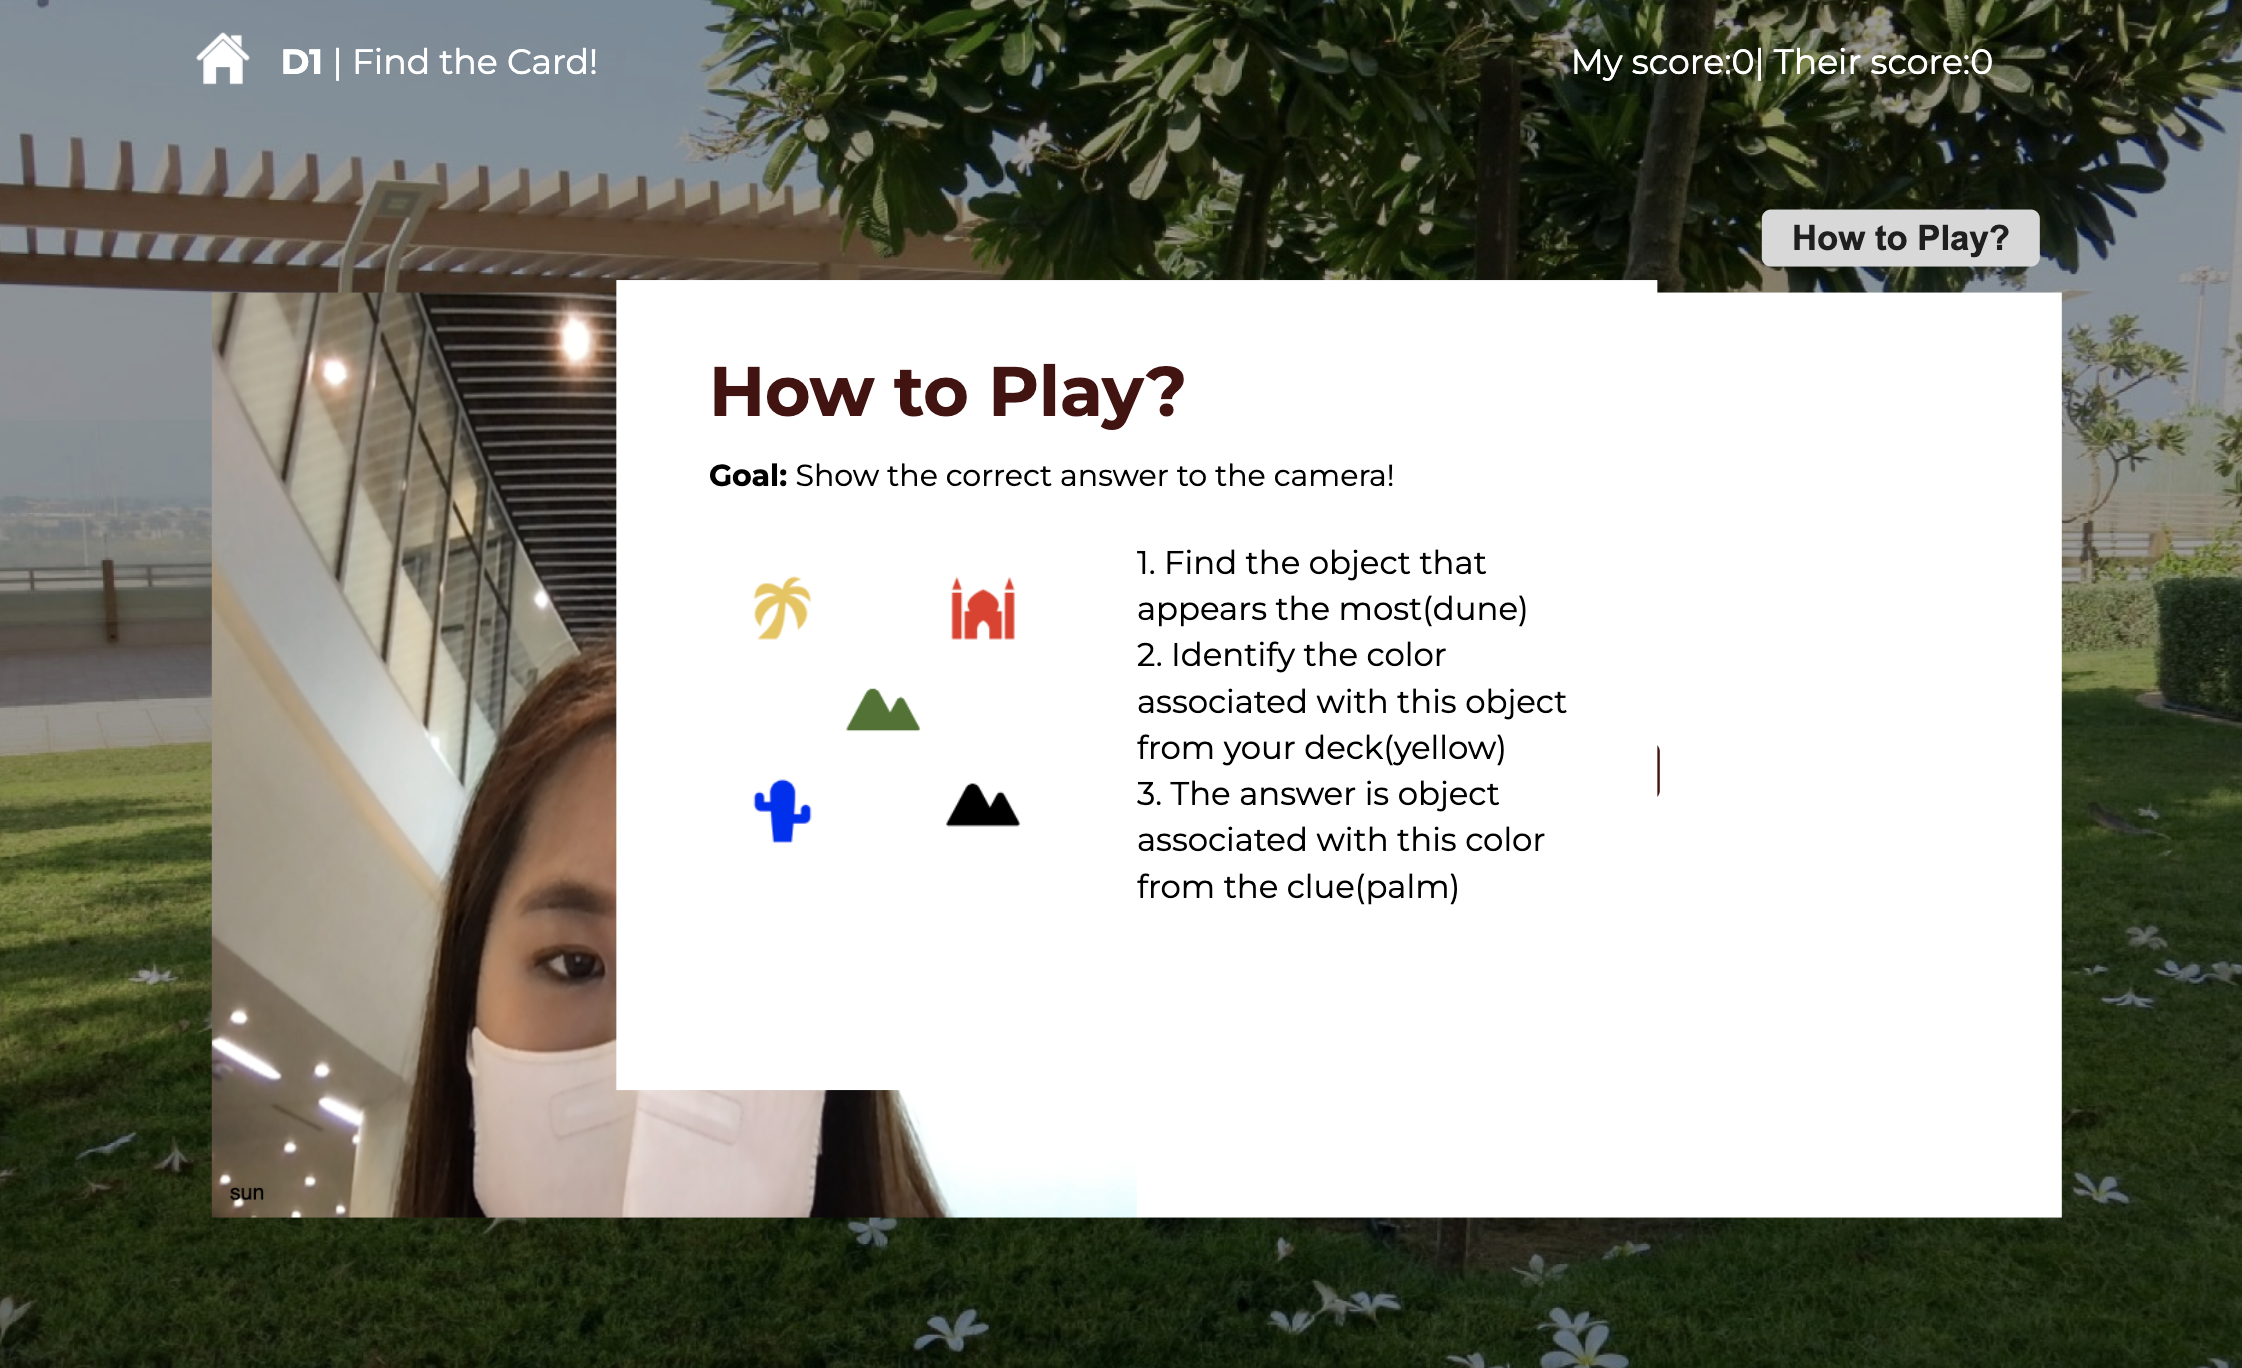 D1 | Find the Card!
My score:0| Their score:0
How to Play?
How to Play?
Goal: Show the correct answer to the camera!
1. Find the object that
appears the most(dune)
2. Identify the color
associated with this object
from your deck(yellow)
3. The answer is object
associated with this color
from the clue(palm)
sun